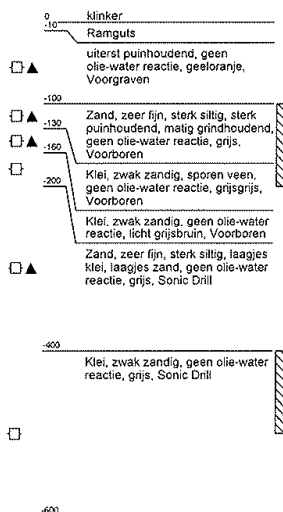 0
klinker
-10
Ramguts
uiterst puinhoudend, geen
olie-water reactie, geeloranje,
Voorgraven
-100
Zand, zeer fijn, sterk siltig, sterk
puinhoudend, matig grindhoudend,
geen olie-water reactie, grijs,
Voorboren
-130
Klei, zwak zandig, sporen veen,
geen olie-water reactie, grijsgrijs,
Voorboren
-160
Klei, zwak zandig, geen olie-water
reactie, licht grijsbruin, Voorboren
-200
Zand, zeer fijn, sterk siltig, laagjes
klei, laagjes zand, geen olie-water
reactie, grijs, Sonic Drill
-400
Klei, zwak zandig, geen olie-water
reactie, grijs, Sonic Drill
-600